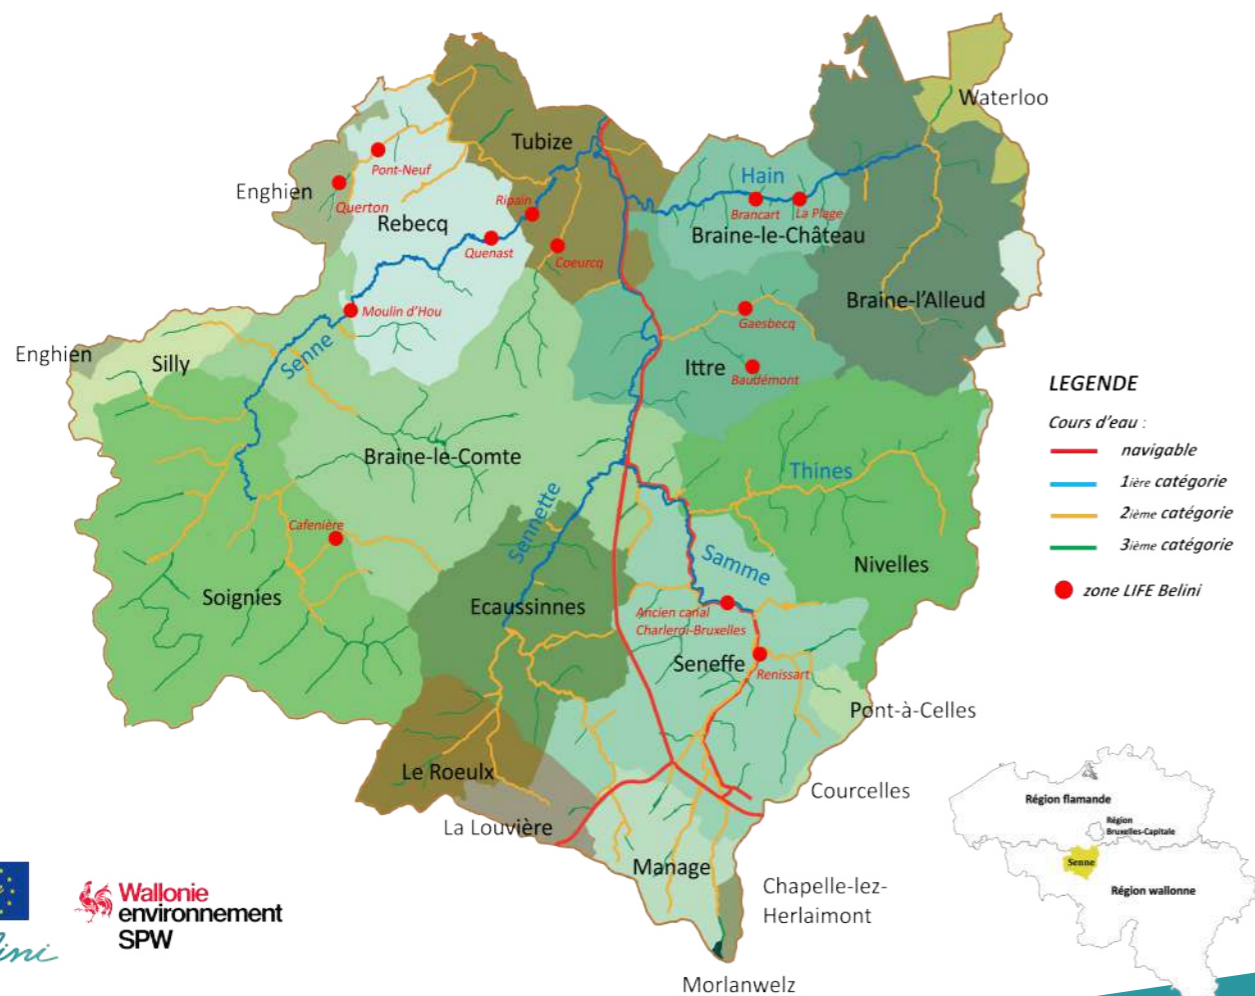 Waterloo
Tubize
Pont-Neuf
Hain
Enghien
Querton
Ripain
Brancart
La Plage
Rebecq
Braine-le-Château
Quenast
Coeurcq
Braine-l'Alleud
Moulin d'Hou
Gaesbecq
Enghien
Silly
Senne
Ittre
Baudémont
LEGENDE
Cours d'eau :
navigable
1ière catégorie
2ième catégorie
3ième catégorie
zone LIFE Belini
Braine-le-Comte
Thines
Sennette
Cafenière
Samme
Nivelles
Soignies
Ecaussinnes
Ancien canal
Charleroi-Bruxelles
Seneffe
Renissart
Pont-à-Celles
Le Roeulx
Courcelles
La Louvière
Manage
Chapelle-lez-
Herlaimont
Morlanwelz
Région flamande
Région
Bruxelles-Capitale
Senne
Région wallonne
Wallonie
environnement
SPW